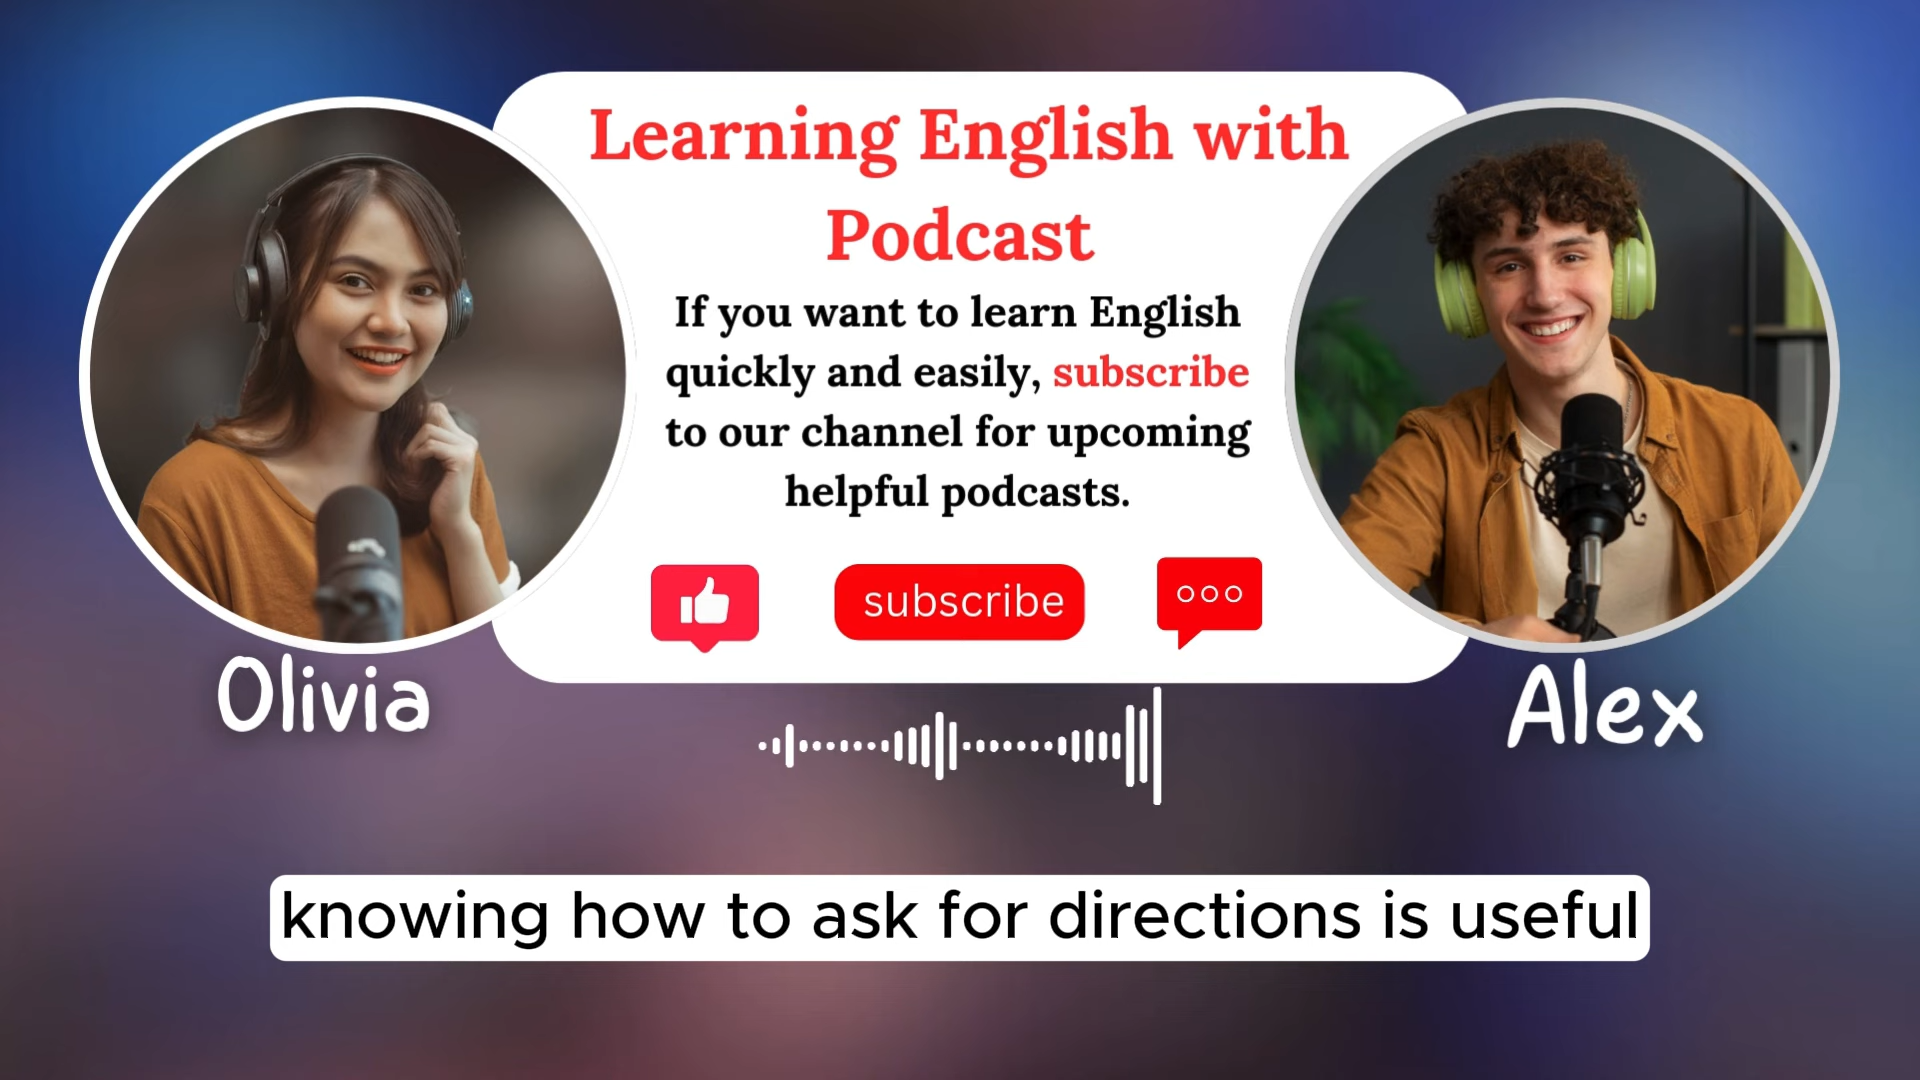 Learning English with
Podcast
If you want to learn English
quickly and easily, subscribe
to our channel for upcoming
helpful podcasts.
subscribe
Olivia
Alex
knowing how to ask for directions is useful